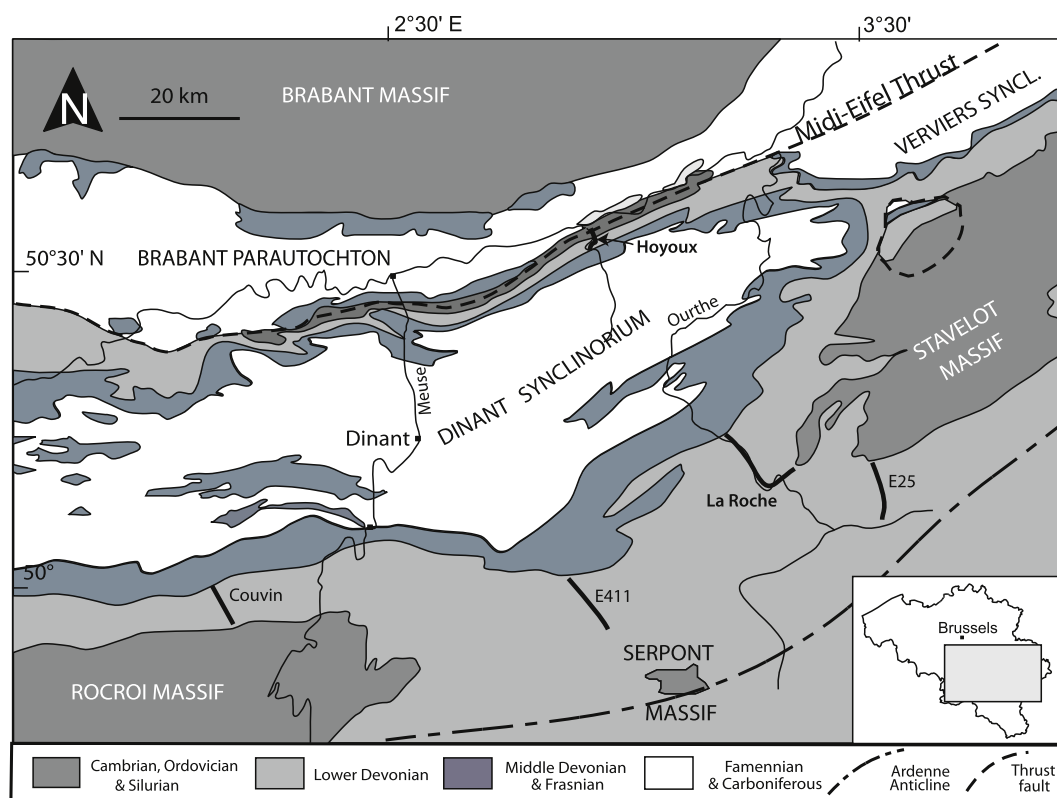 2°30' E
3°30'
N
20 km
BRABANT MASSIF
Midi-Eifel Thrust
VERVIERS SYNCL.
50°30' N
BRABANT PARAUTOCHTON
Hoyoux
Ourthe
STAVELOT
MASSIF
Meuse
DINANT SYNCLINORIUM
Dinant
La Roche
E25
50°
Couvin
E411
SERPONT
MASSIF
ROCROI MASSIF
Brussels
Cambrian, Ordovician
& Silurian
Lower Devonian
Middle Devonian
& Frasnian
Famennian
& Carboniferous
Ardenne
Anticline
Thrust
fault